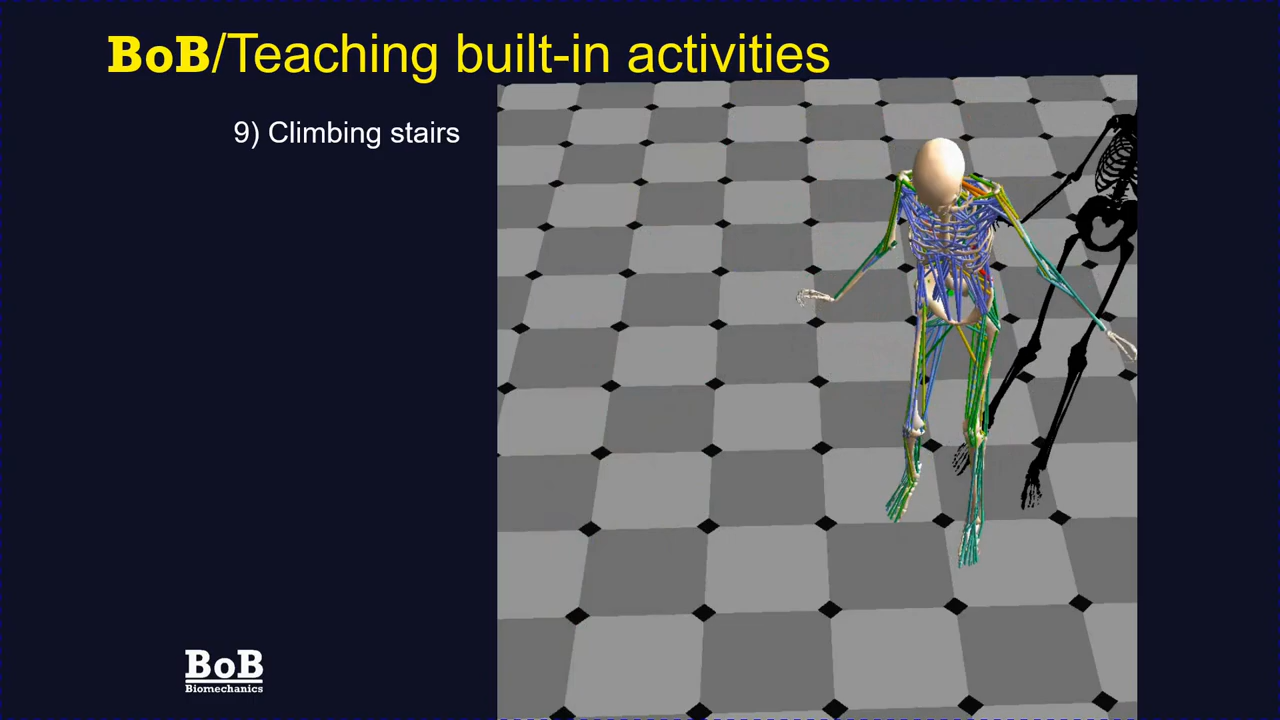 BoB/Teaching built-in activities
9) Climbing stairs
BoB
Biomechanics